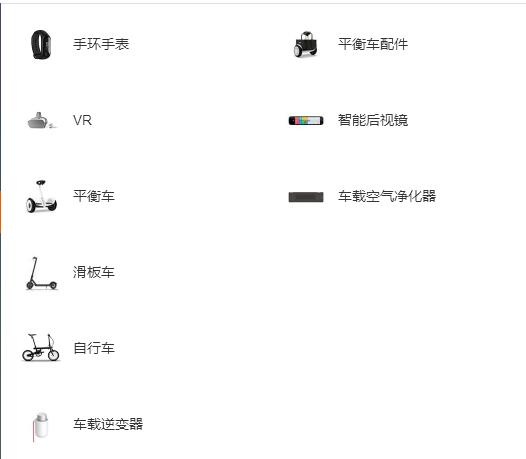 手环手表
VR
平衡车
滑板车
自行车
车载逆变器
平衡车配件
智能后视镜
车载空气净化器